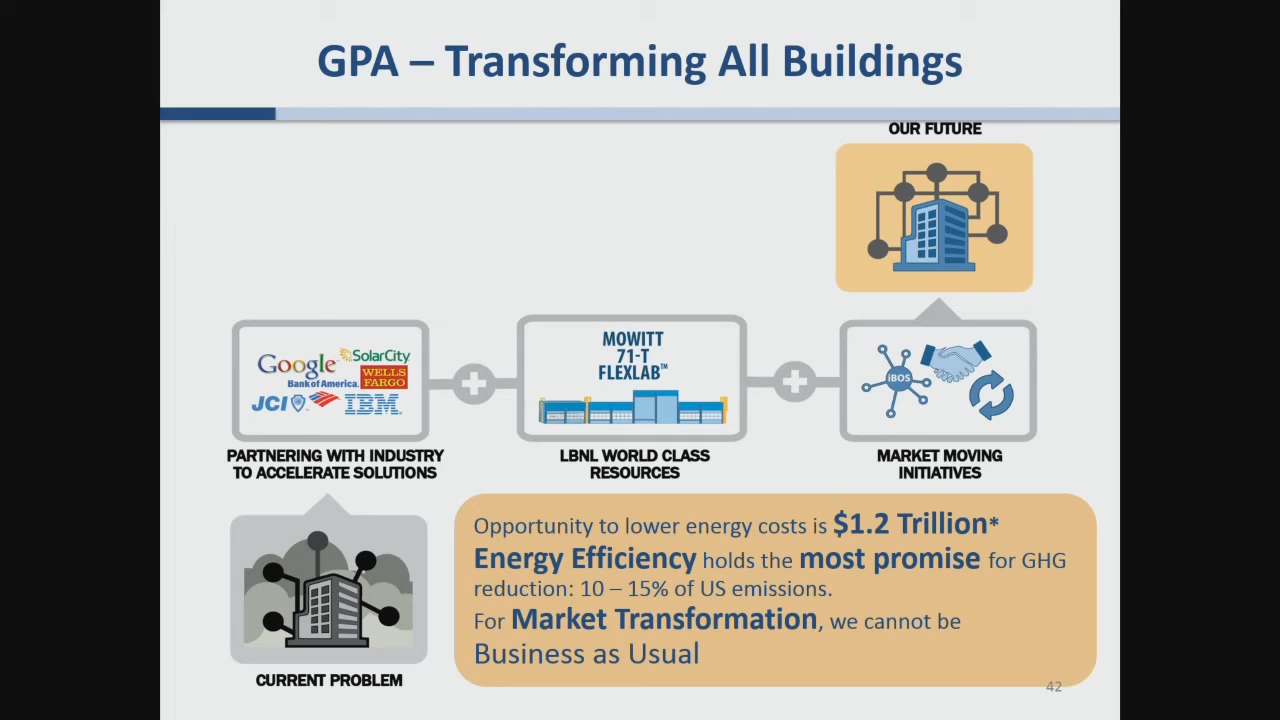 GPA – Transforming All Buildings
OUR FUTURE
Google™
SolarCity
Bank of America.
WELLS
FARGO
JCI
IBM.
MOWITT
71-T
FLEXLAB™
iBOS
PARTNERING WITH INDUSTRY
TO ACCELERATE SOLUTIONS
LBNL WORLD CLASS
RESOURCES
MARKET MOVING
INITIATIVES
CURRENT PROBLEM
Opportunity to lower energy costs is $1.2 Trillion*
Energy Efficiency holds the most promise for GHG
reduction: 10 – 15% of US emissions.
For Market Transformation, we cannot be
Business as Usual
42